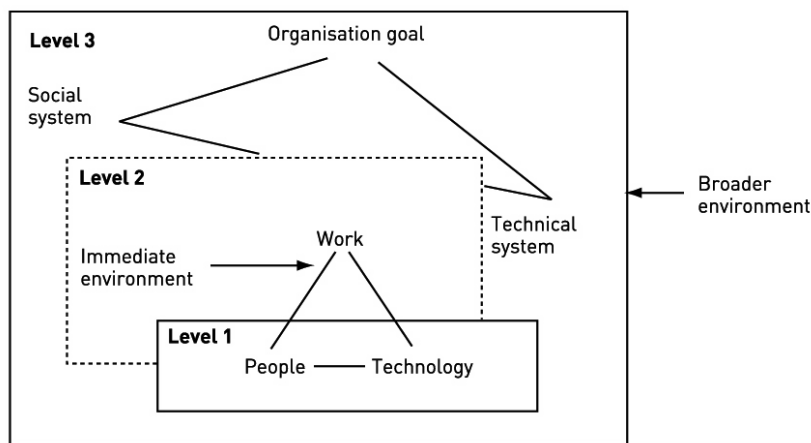 Level 3
Organisation goal
Social
system
Level 2
Broader
environment
Technical
system
Work
Immediate
environment
Level 1
People
Technology